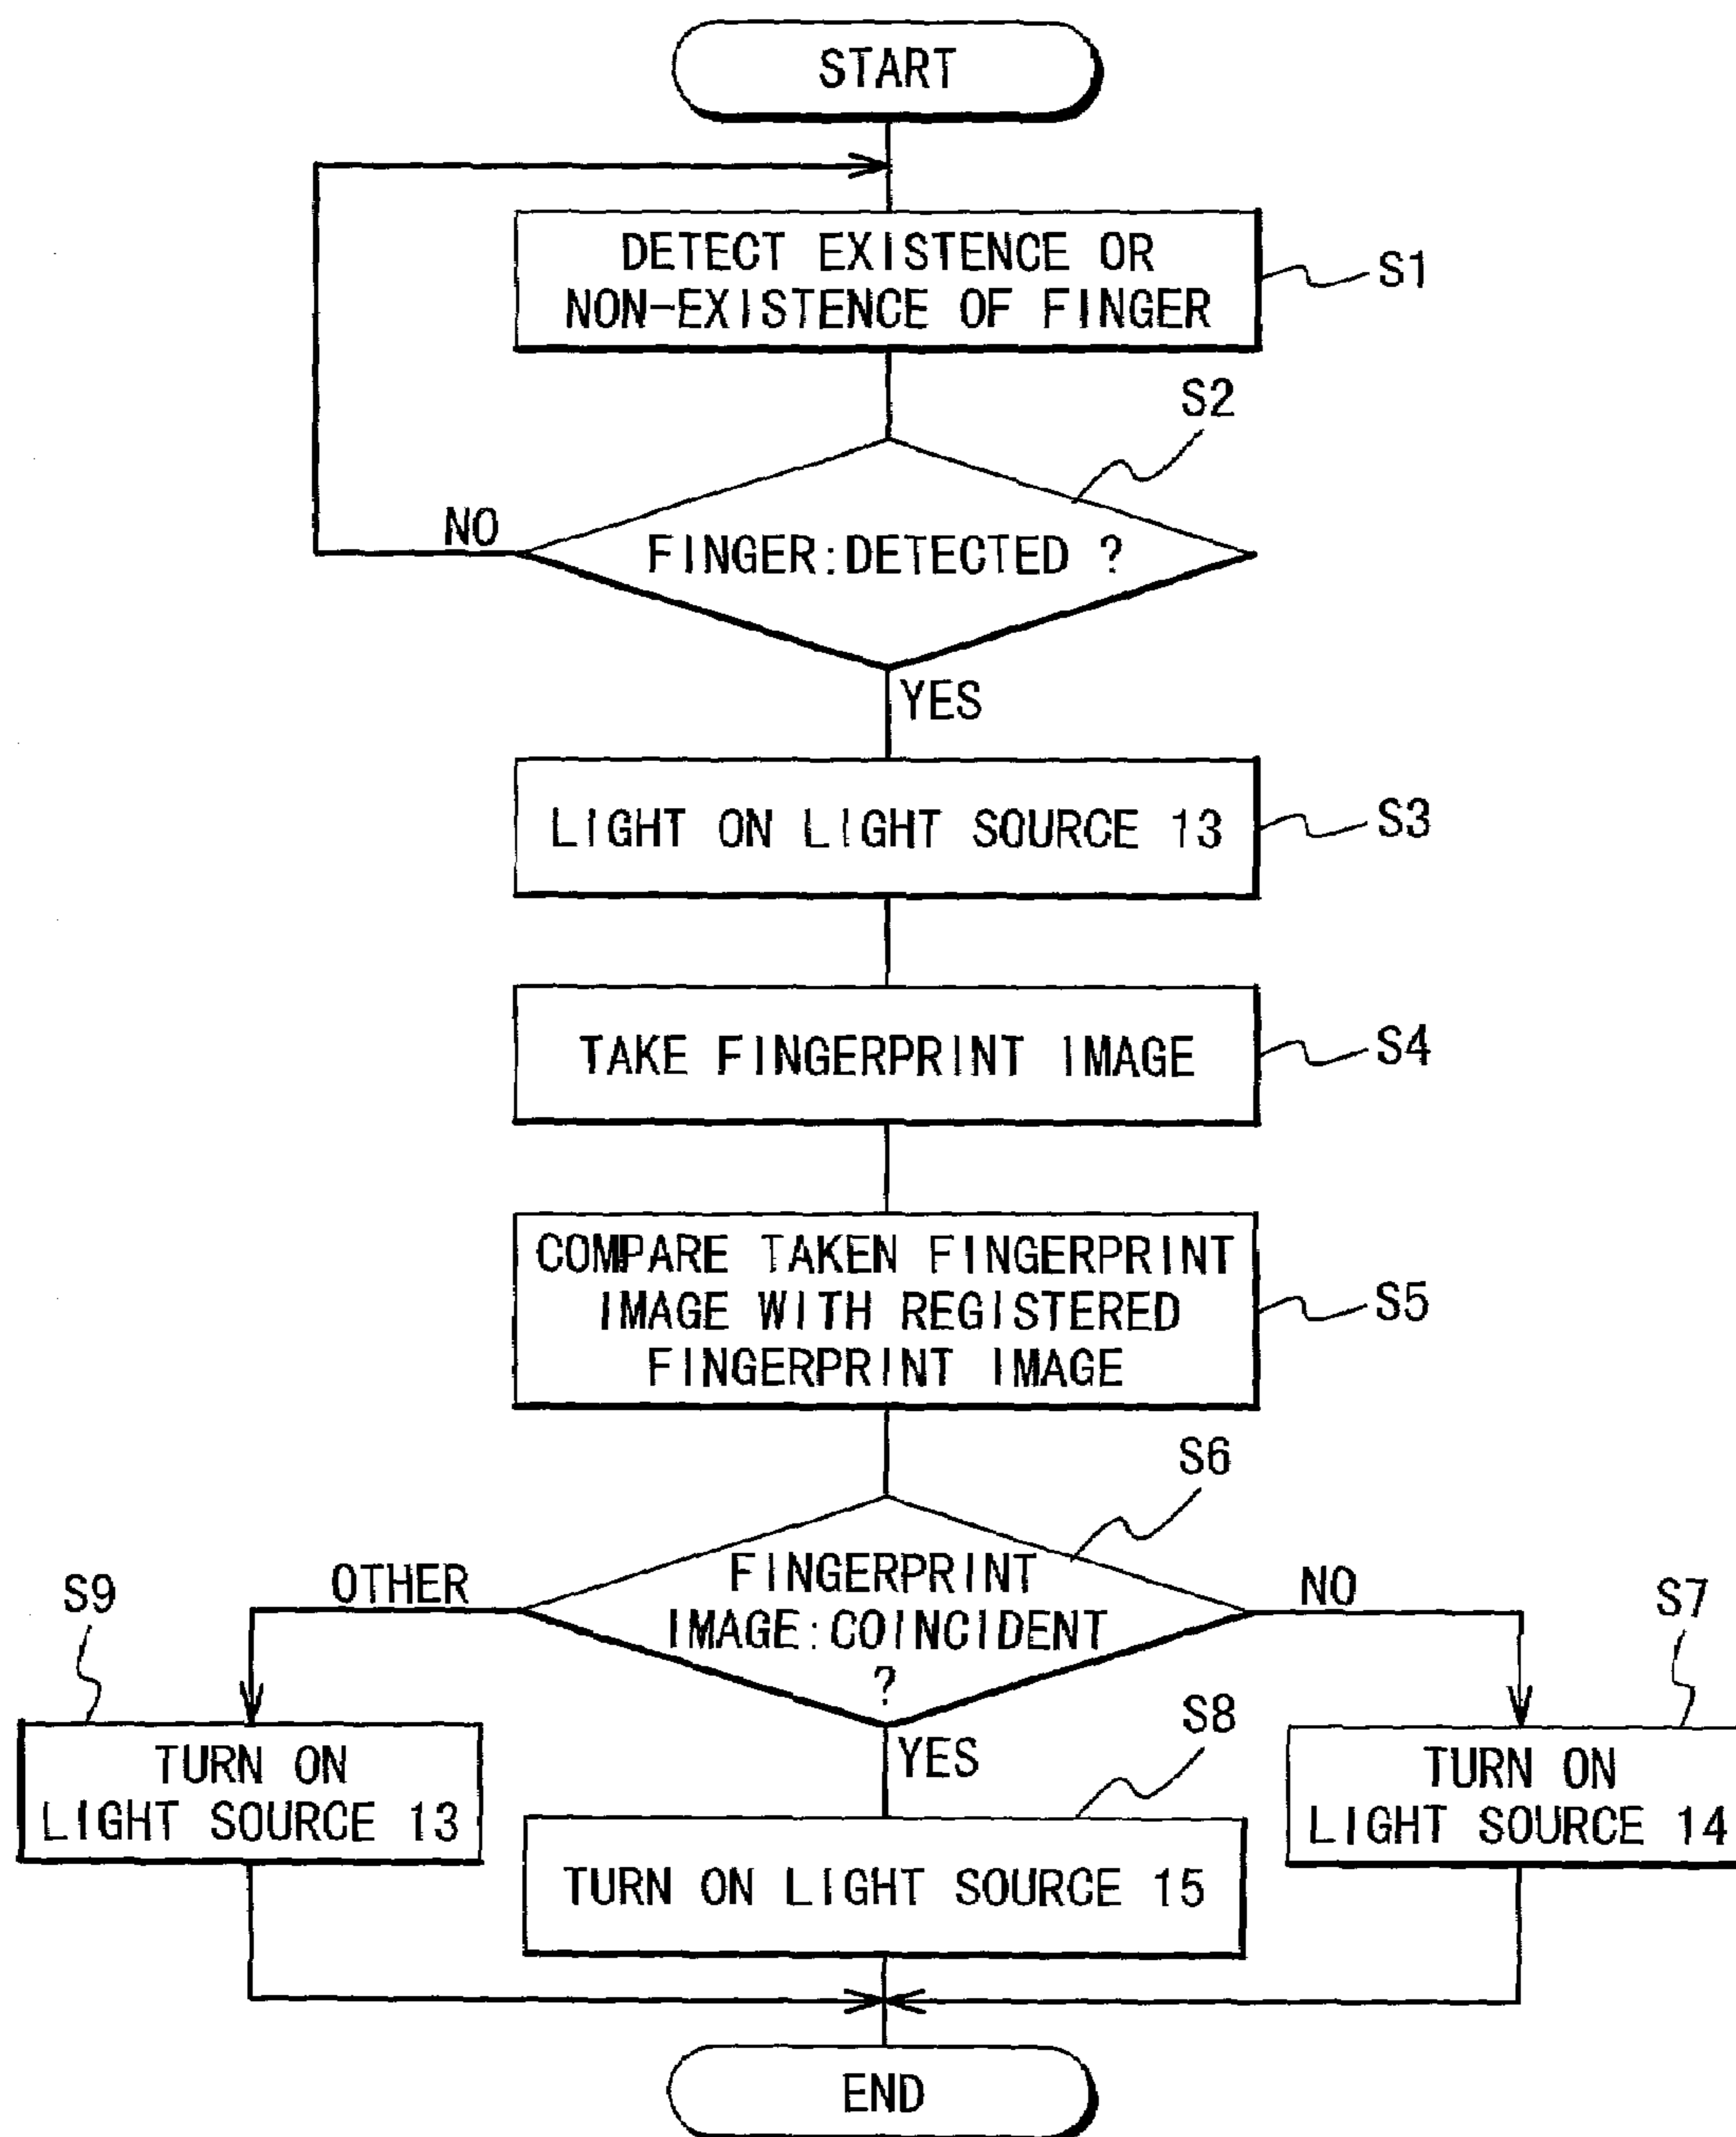 START
DETECT EXISTENCE OR
NON-EXISTENCE OF FINGER
S1
S2
NO
FINGER:DETECTED ?
YES
LIGHT ON LIGHT SOURCE 13
S3
TAKE FINGERPRINT IMAGE
S4
COMPARE TAKEN FINGERPRINT
IMAGE WITH REGISTERED
FINGERPRINT IMAGE
S5
S6
FINGERPRINT
IMAGE:COINCIDENT
?
OTHER
NO
YES
S9
TURN ON
LIGHT SOURCE 13
S8
TURN ON LIGHT SOURCE 15
S7
TURN ON
LIGHT SOURCE 14
END